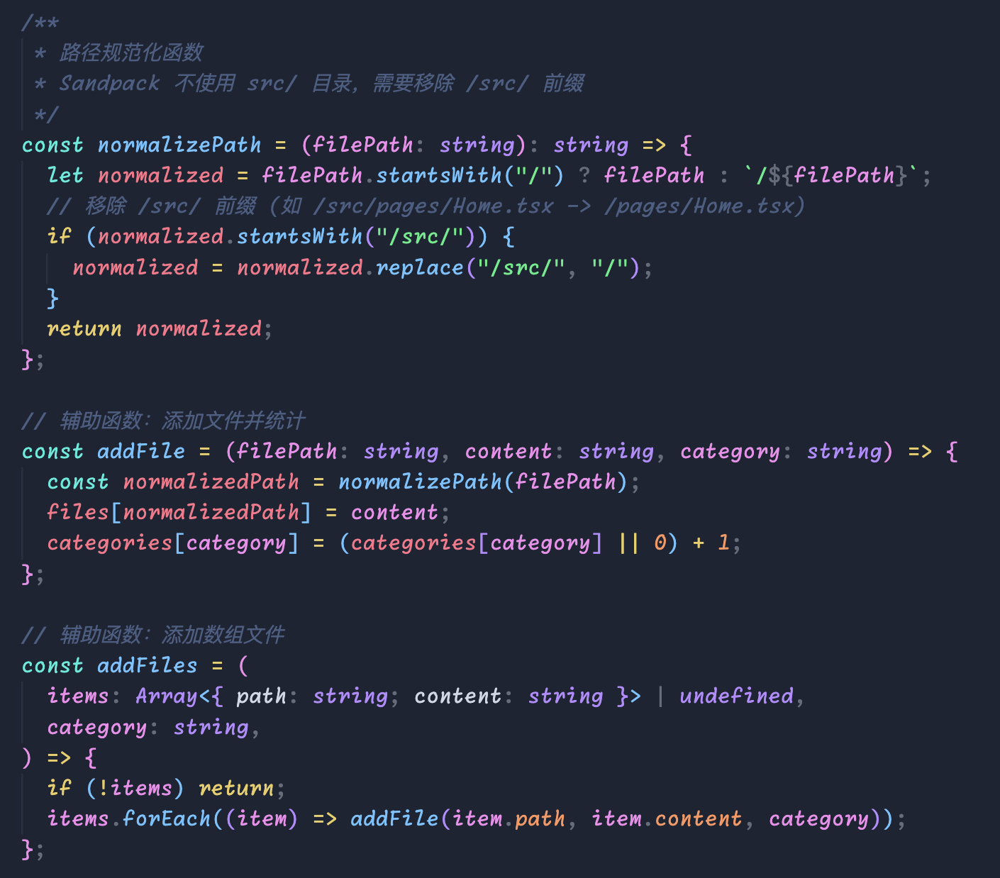 /**
 * 路径规范化函数
 * Sandpack 不使用 src/ 目录，需要移除 /src/ 前缀
 */
const normalizePath = (filePath: string): string => {
  let normalized = filePath.startsWith("/") ? filePath : `/${filePath}`;
  // 移除 /src/ 前缀 (如 /src/pages/Home.tsx -> /pages/Home.tsx)
  if (normalized.startsWith("/src/")) {
    normalized = normalized.replace("/src/", "/");
  }
  return normalized;
};

// 辅助函数：添加文件并统计
const addFile = (filePath: string, content: string, category: string) => {
  const normalizedPath = normalizePath(filePath);
  files[normalizedPath] = content;
  categories[category] = (categories[category] || 0) + 1;
};

// 辅助函数：添加数组文件
const addFiles = (
  items: Array<{ path: string; content: string }> | undefined,
  category: string,
) => {
  if (!items) return;
  items.forEach((item) => addFile(item.path, item.content, category));
};